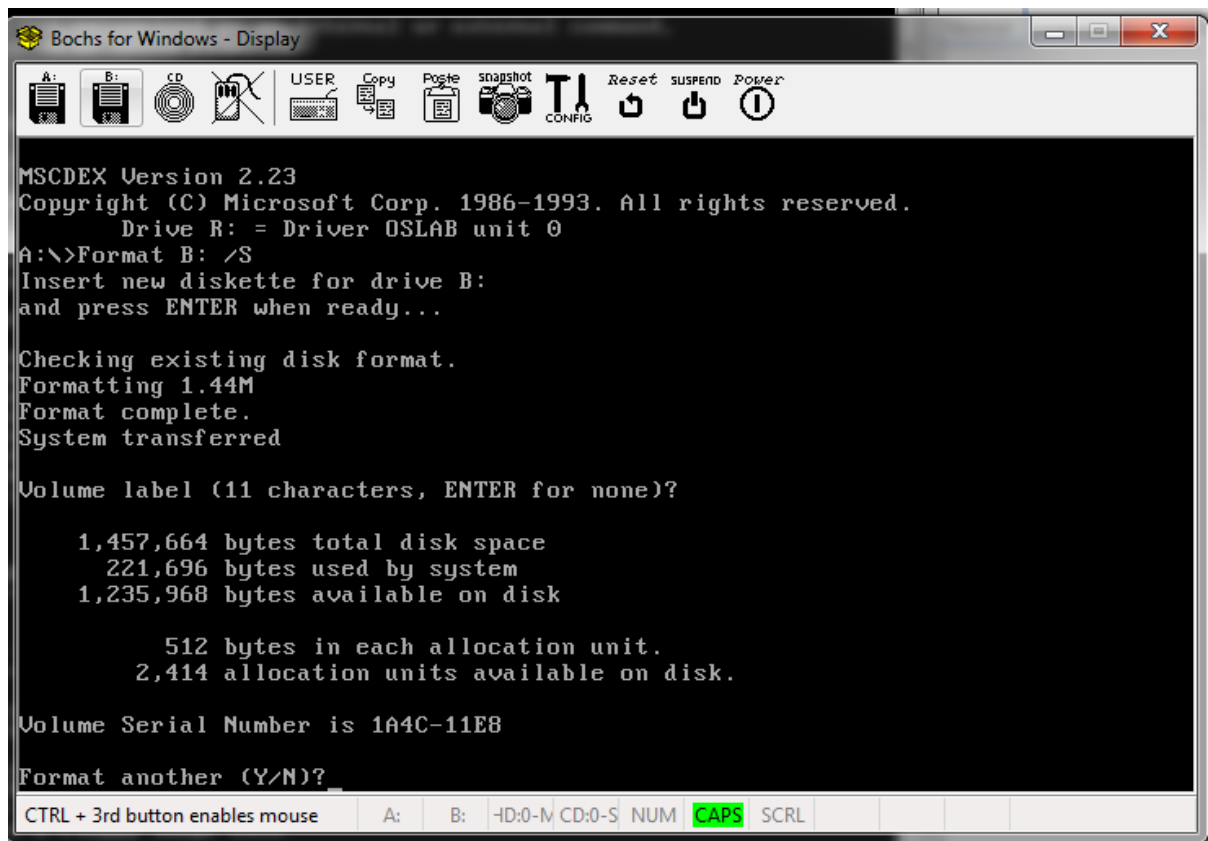 Bochs for Windows - Display
A: B: CD USER Copy Paste snapshot CONFIG Reset SUSPEND Power
MSCDEX Version 2.23
Copyright (C) Microsoft Corp. 1986-1993. All rights reserved.
Drive R: = Driver OSLAB unit 0
A:\>Format B: /S
Insert new diskette for drive B:
and press ENTER when ready...
Checking existing disk format.
Formatting 1.44M
Format complete.
System transferred
Volume label (11 characters, ENTER for none)?
1,457,664 bytes total disk space
221,696 bytes used by system
1,235,968 bytes available on disk
512 bytes in each allocation unit.
2,414 allocation units available on disk.
Volume Serial Number is 1A4C-11E8
Format another (Y/N)?_
CTRL + 3rd button enables mouse A: B: HD:0-M CD:0-S NUM CAPS SCRL